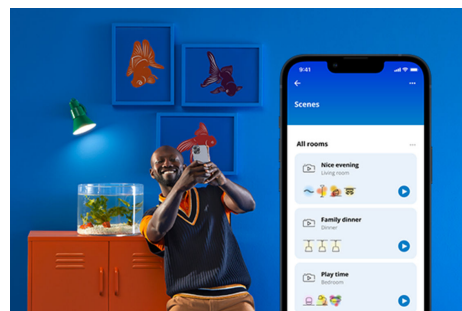 9:41
Scenes
All rooms
Nice evening
Living room
Family dinner
Dinner
Play time
Bedroom